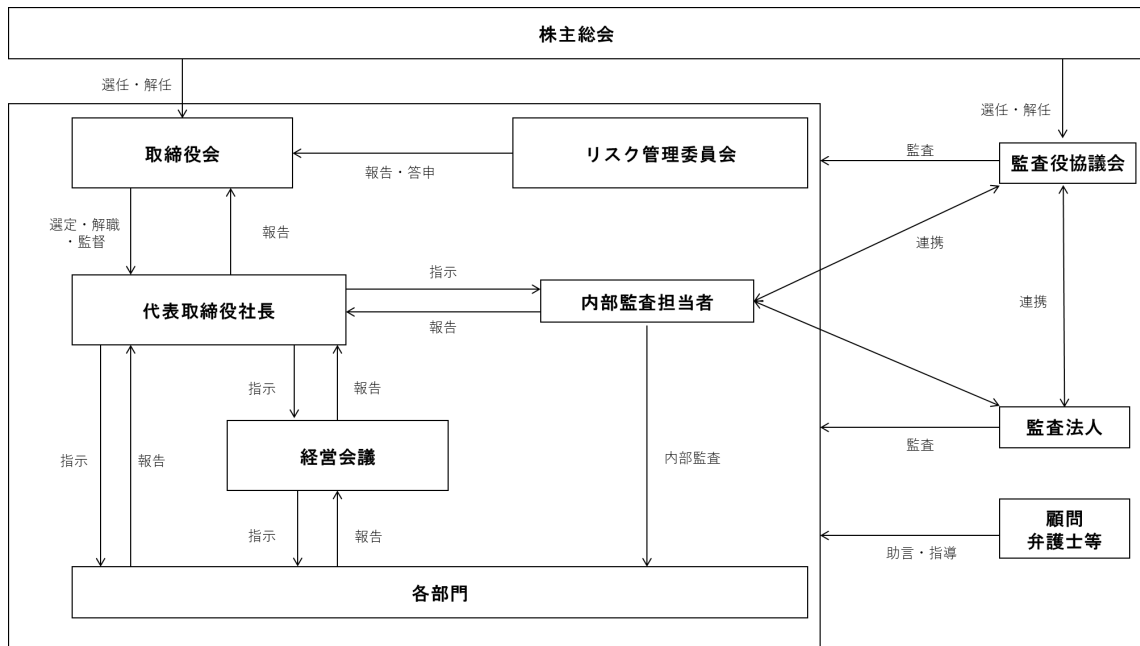 株主総会
選任・解任
選任・解任
取締役会
リスク管理委員会
監査役協議会
監査
報告・答申
選定・解職
・監督
報告
連携
指示
代表取締役社長
内部監査担当者
連携
報告
指示
報告
監査法人
経営会議
監査
指示
報告
内部監査
指示
報告
顧問
弁護士等
助言・指導
各部門